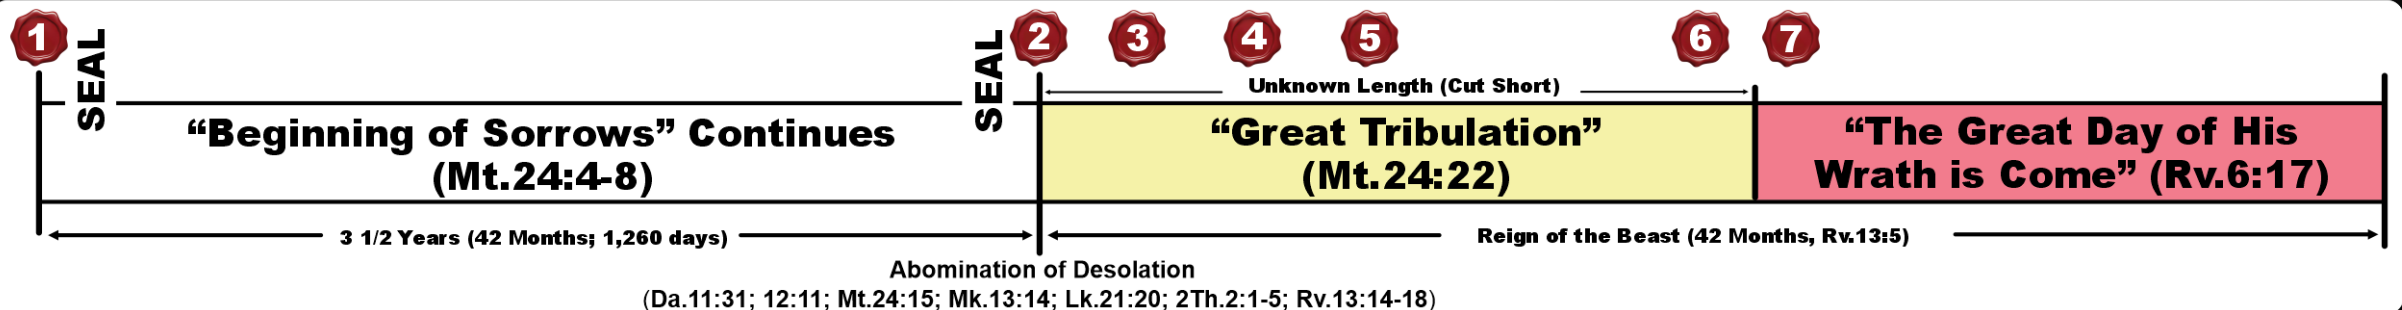 1
SEAL
SEAL
2
3
4
5
6
7
Unknown Length (Cut Short)
“Beginning of Sorrows” Continues
(Mt.24:4-8)
“Great Tribulation”
(Mt.24:22)
“The Great Day of His
Wrath is Come” (Rv.6:17)
3 1/2 Years (42 Months; 1,260 days)
Reign of the Beast (42 Months, Rv.13:5)
Abomination of Desolation
(Da.11:31; 12:11; Mt.24:15; Mk.13:14; Lk.21:20; 2Th.2:1-5; Rv.13:14-18)